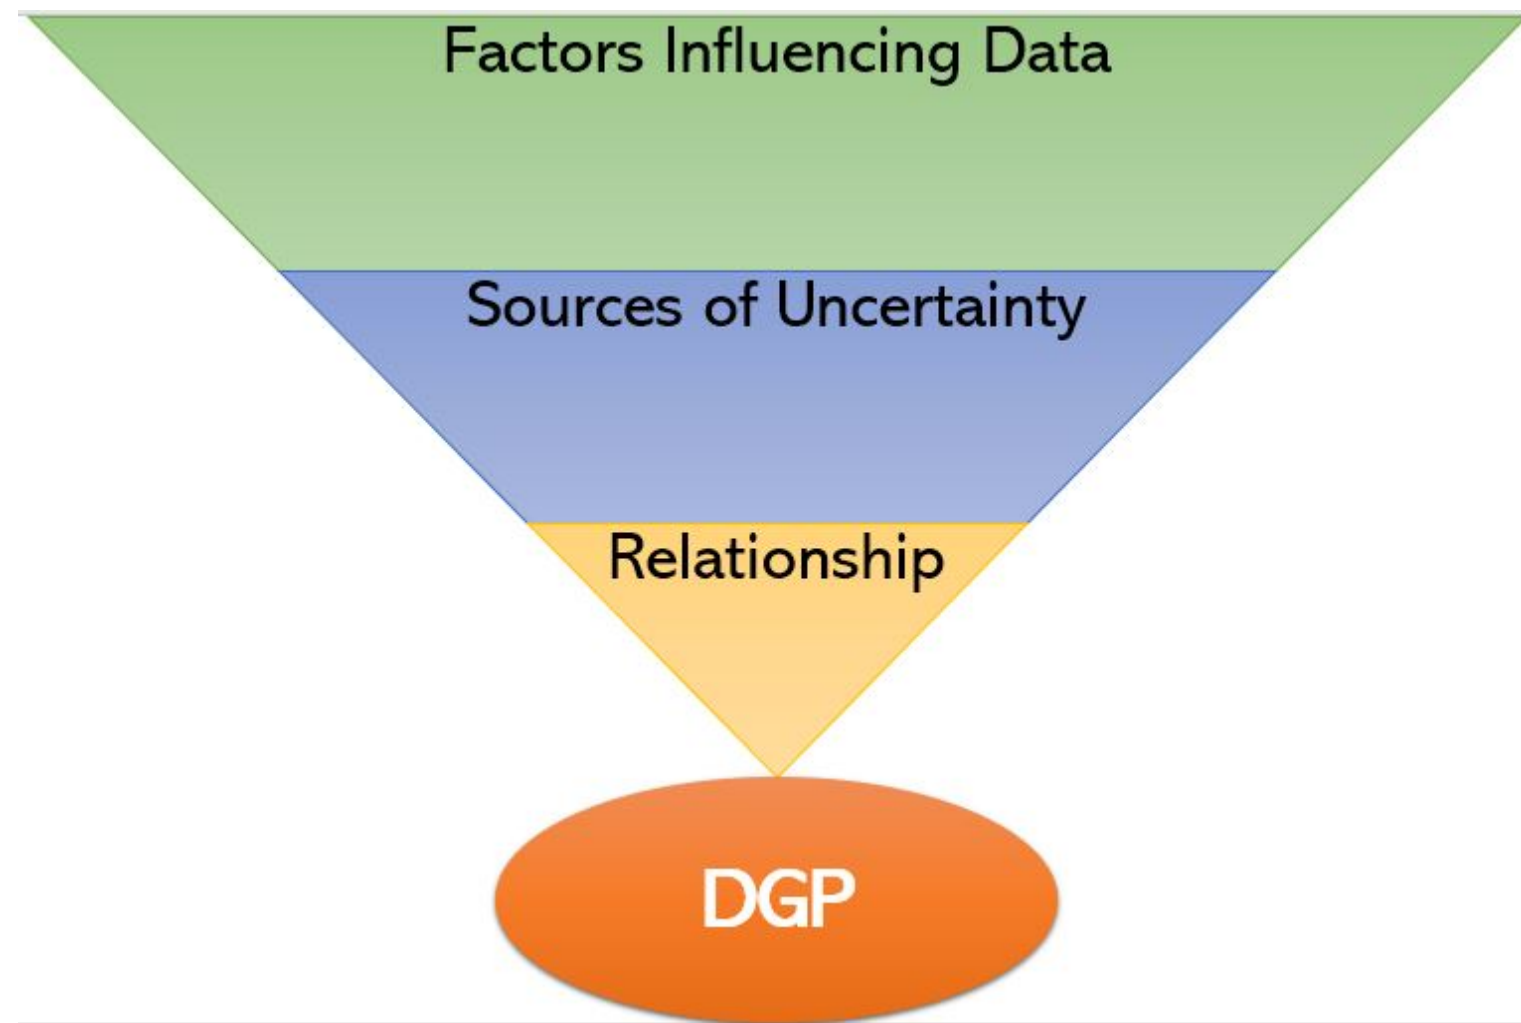 Factors Influencing Data
Sources of Uncertainty
Relationship
DGP